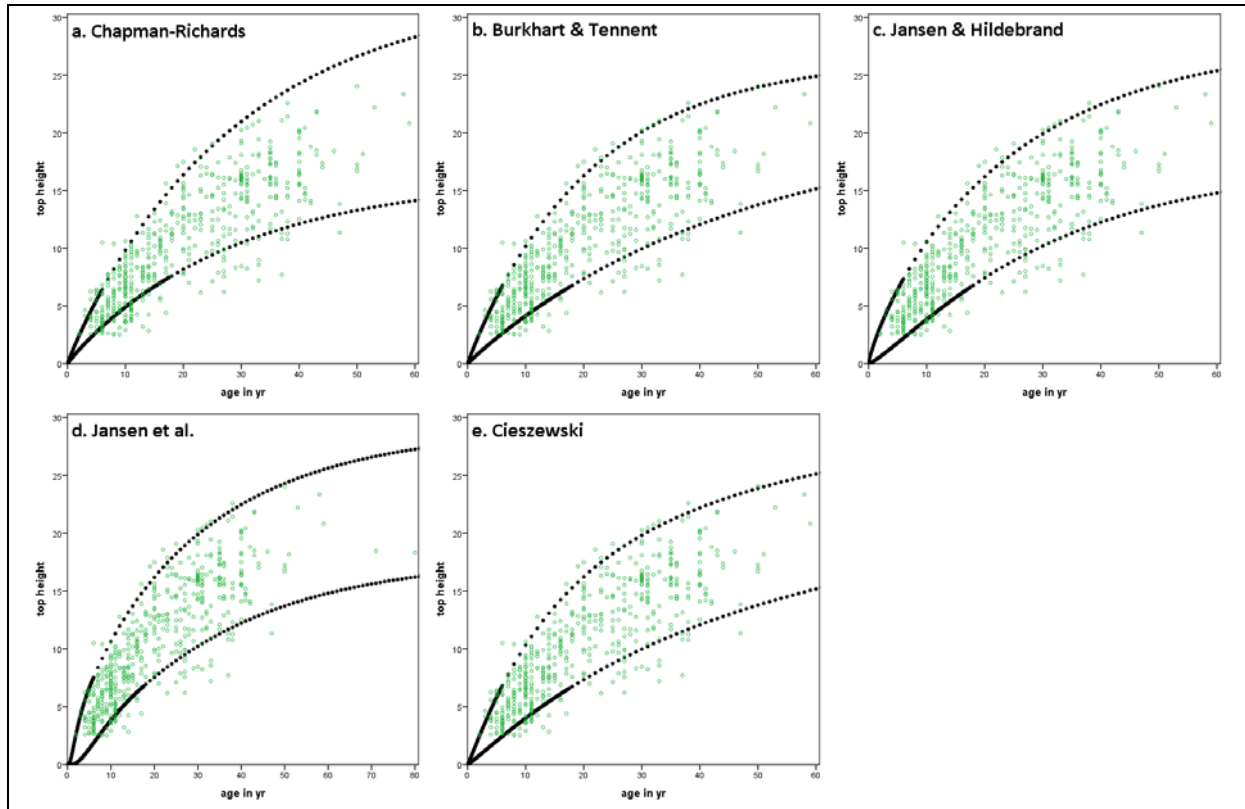 a. Chapman-Richards
30
25
20
15
10
5
0
top height
0 10 20 30 40 50 60
age in yr
b. Burkhart & Tennent
30
25
20
15
10
5
0
top height
0 10 20 30 40 50 60
age in yr
c. Jansen & Hildebrand
30
25
20
15
10
5
0
top height
0 10 20 30 40 50 60
age in yr
d. Jansen et al.
30
25
20
15
10
5
0
top height
0 10 20 30 40 50 60 70 80
age in yr
e. Cieszewski
30
25
20
15
10
5
0
top height
0 10 20 30 40 50 60
age in yr